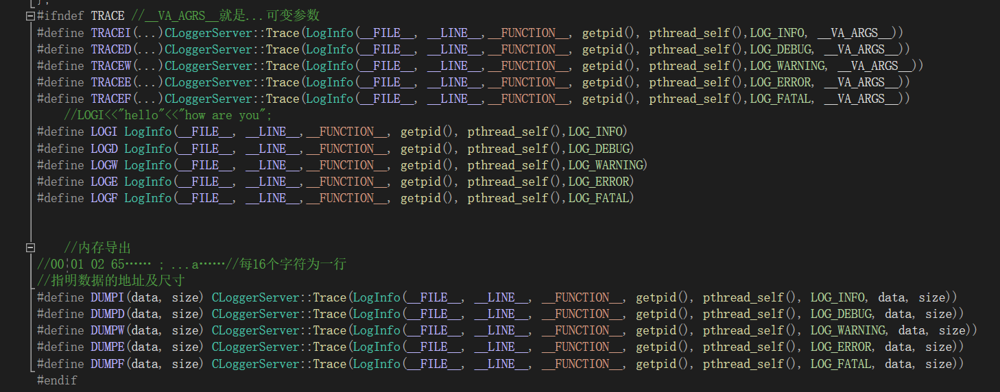 };
#ifndef TRACE //__VA_AGRS__就是...可变参数
#define TRACEI(...)CLoggerServer::Trace(LogInfo(__FILE__, __LINE__,__FUNCTION__, getpid(), pthread_self(),LOG_INFO, __VA_ARGS__))
#define TRACED(...)CLoggerServer::Trace(LogInfo(__FILE__, __LINE__,__FUNCTION__, getpid(), pthread_self(),LOG_DEBUG, __VA_ARGS__))
#define TRACEW(...)CLoggerServer::Trace(LogInfo(__FILE__, __LINE__,__FUNCTION__, getpid(), pthread_self(),LOG_WARNING, __VA_ARGS__))
#define TRACEE(...)CLoggerServer::Trace(LogInfo(__FILE__, __LINE__,__FUNCTION__, getpid(), pthread_self(),LOG_ERROR, __VA_ARGS__))
#define TRACEF(...)CLoggerServer::Trace(LogInfo(__FILE__, __LINE__,__FUNCTION__, getpid(), pthread_self(),LOG_FATAL, __VA_ARGS__))
//LOGI<<"hello"<<"how are you";
#define LOGI LogInfo(__FILE__, __LINE__,__FUNCTION__, getpid(), pthread_self(),LOG_INFO)
#define LOGD LogInfo(__FILE__, __LINE__,__FUNCTION__, getpid(), pthread_self(),LOG_DEBUG)
#define LOGW LogInfo(__FILE__, __LINE__,__FUNCTION__, getpid(), pthread_self(),LOG_WARNING)
#define LOGE LogInfo(__FILE__, __LINE__,__FUNCTION__, getpid(), pthread_self(),LOG_ERROR)
#define LOGF LogInfo(__FILE__, __LINE__,__FUNCTION__, getpid(), pthread_self(),LOG_FATAL)
//内存导出
//00 01 02 65…… ; ...a……//每16个字符为一行
//指明数据的地址及尺寸
#define DUMPI(data, size) CLoggerServer::Trace(LogInfo(__FILE__, __LINE__, __FUNCTION__, getpid(), pthread_self(), LOG_INFO, data, size))
#define DUMPD(data, size) CLoggerServer::Trace(LogInfo(__FILE__, __LINE__, __FUNCTION__, getpid(), pthread_self(), LOG_DEBUG, data, size))
#define DUMPW(data, size) CLoggerServer::Trace(LogInfo(__FILE__, __LINE__, __FUNCTION__, getpid(), pthread_self(), LOG_WARNING, data, size))
#define DUMPE(data, size) CLoggerServer::Trace(LogInfo(__FILE__, __LINE__, __FUNCTION__, getpid(), pthread_self(), LOG_ERROR, data, size))
#define DUMPF(data, size) CLoggerServer::Trace(LogInfo(__FILE__, __LINE__, __FUNCTION__, getpid(), pthread_self(), LOG_FATAL, data, size))
#endif